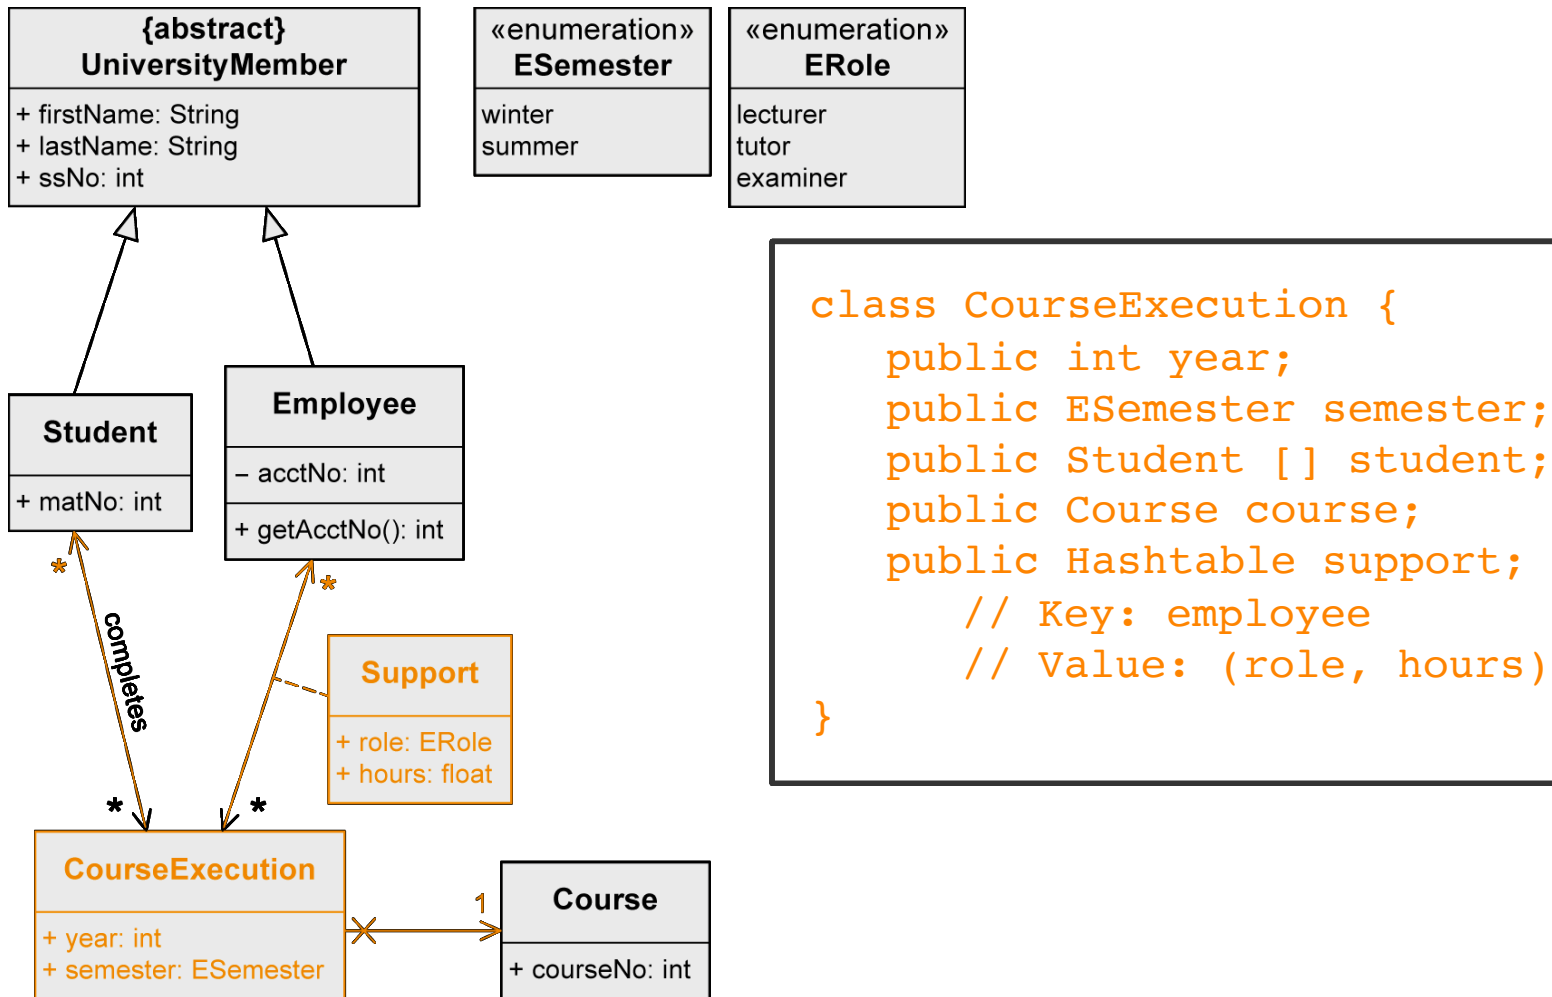 {abstract}
UniversityMember
+ firstName: String
+ lastName: String
+ ssNo: int
«enumeration»
ESemester
winter
summer
«enumeration»
ERole
lecturer
tutor
examiner
Student
+ matNo: int
Employee
– acctNo: int
+ getAcctNo(): int
*
*
completes
Support
+ role: ERole
+ hours: float
*
*
CourseExecution
+ year: int
+ semester: ESemester
1
Course
+ courseNo: int
class CourseExecution {
public int year;
public ESemester semester;
public Student [] student;
public Course course;
public Hashtable support;
// Key: employee
// Value: (role, hours)
}